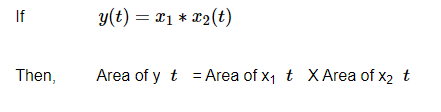 If y(t) = x₁ * x₂(t)
Then, Area of y t = Area of x₁ t X Area of x₂ t